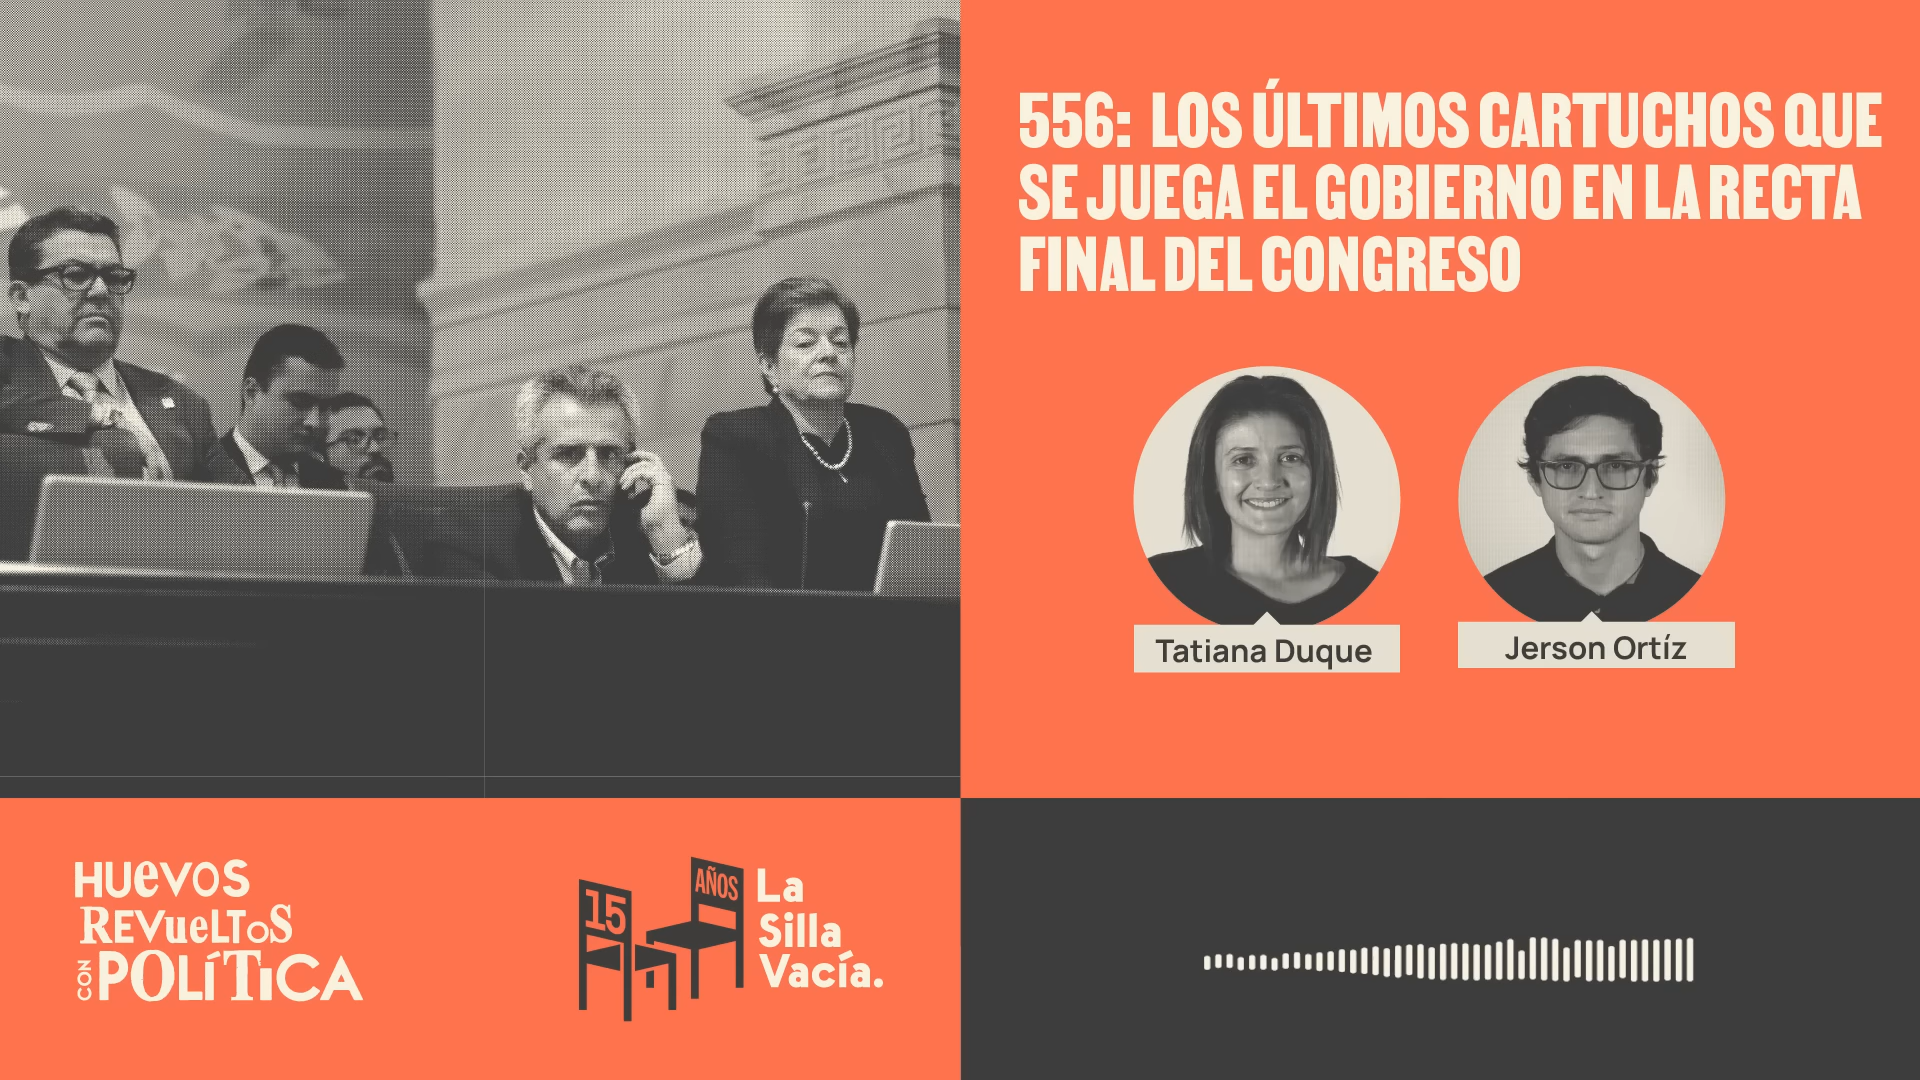 556: LOS ÚLTIMOS CARTUCHOS QUE
SE JUEGA EL GOBIERNO EN LA RECTA
FINAL DEL CONGRESO
Tatiana Duque
Jerson Ortíz
HUevOS
REVueLToS
CON POLíTiCA
15 AÑOS
La
Silla
Vacía.